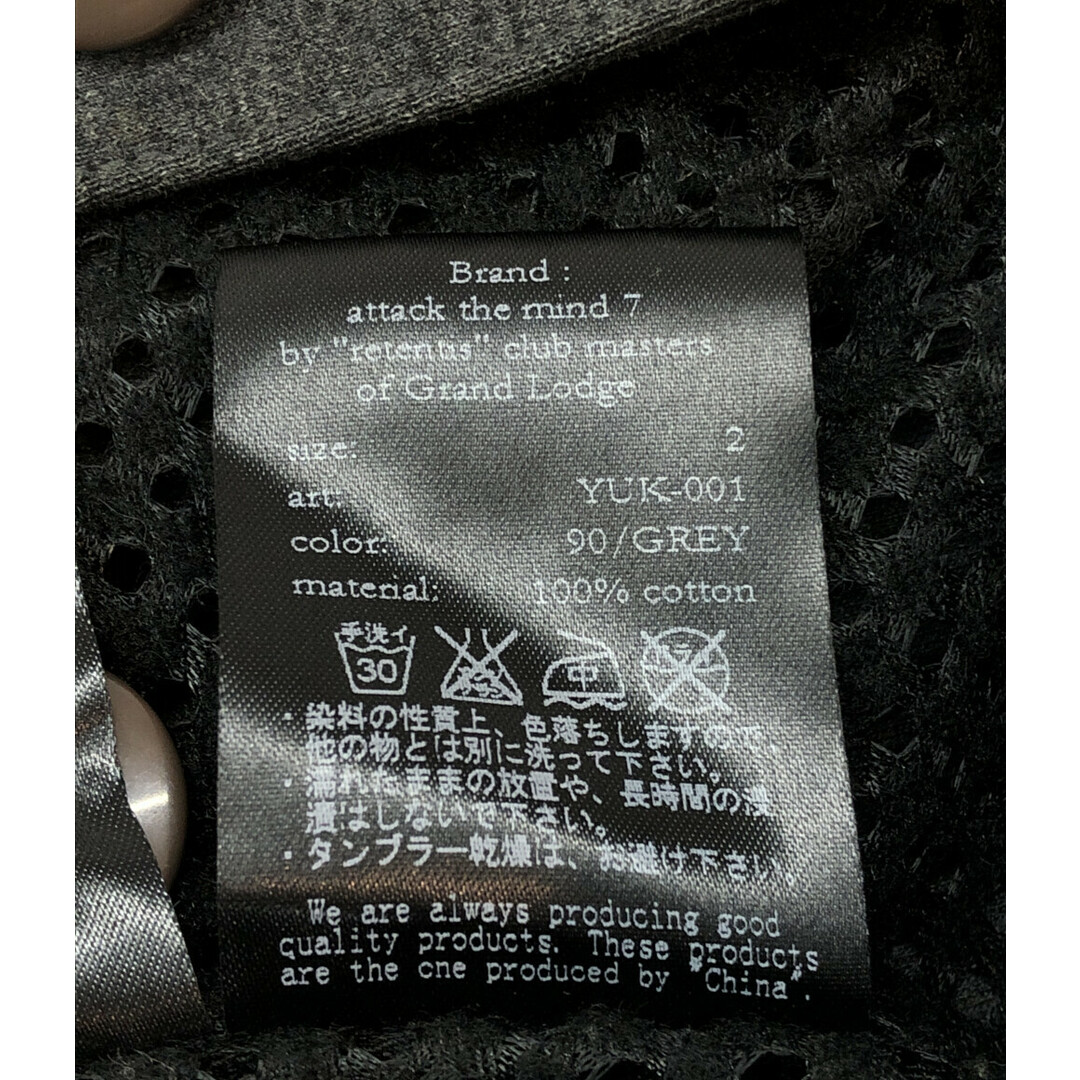 Brand :
attack the mind 7
by "retentus" club masters
of Grand Lodge
size: 2
art: YUK-001
color: 90/GREY
material: 100% cotton
手洗イ
30 中
・染料の性質上、色落ちしますので、
他の物とは別に洗って下さい。
・濡れたままの放置や、長時間の浸
漬はしないで下さい。
・タンブラー乾燥は、お避け下さい。
We are always producing good
quality products. These products
are the one produced by "China".